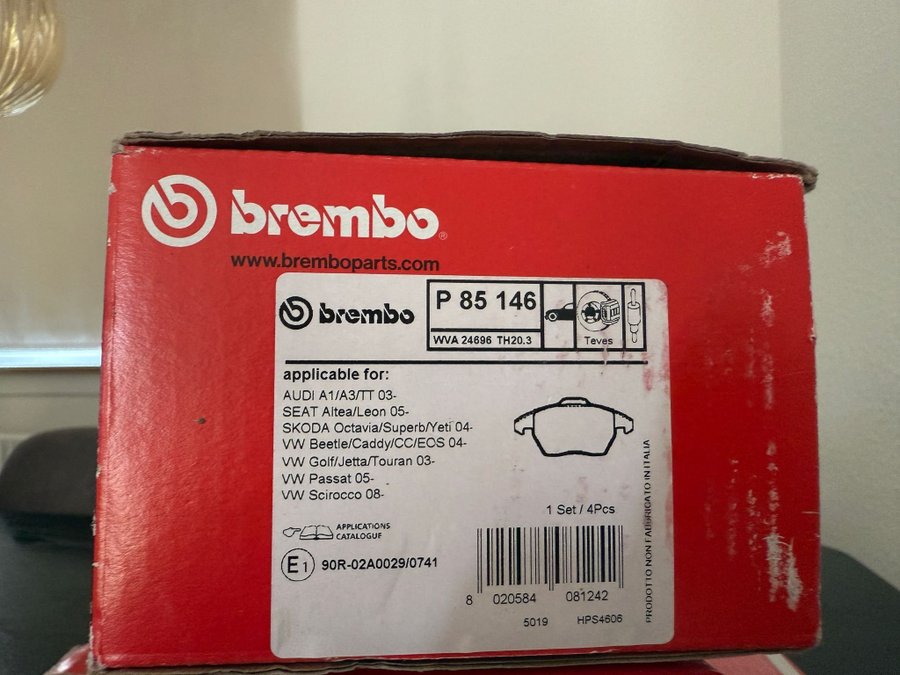 brembo®
www.bremboparts.com
brembo
P 85 146
WVA 24696 TH20.3
Teves
applicable for:
AUDI A1/A3/TT 03-
SEAT Altea/Leon 05-
SKODA Octavia/Superb/Yeti 04-
VW Beetle/Caddy/CC/EOS 04-
VW Golf/Jetta/Touran 03-
VW Passat 05-
VW Scirocco 08-
1 Set / 4Pcs
APPLICATIONS
CATALOGUE
E1 90R-02A0029/0741
8 020584 081242
5019 HPS4606
PRODOTTO NON FABBRICATO IN ITALIA